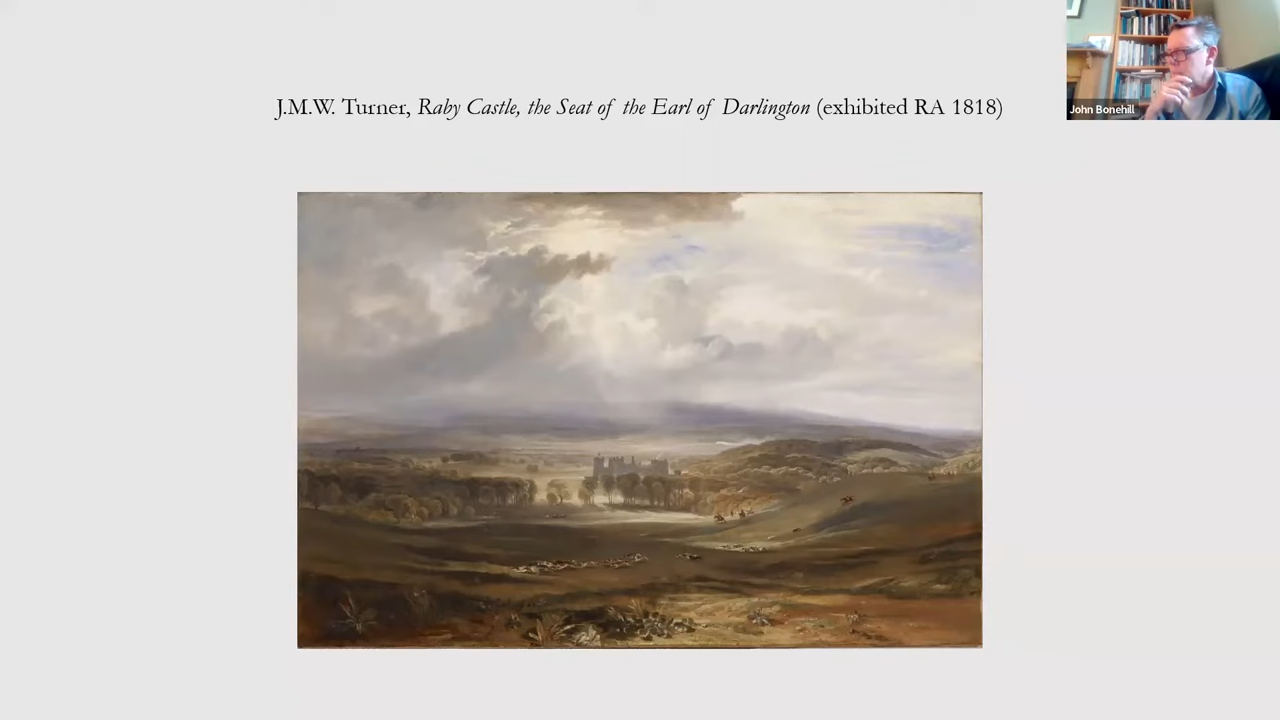 J.M.W. Turner, Raby Castle, the Seat of the Earl of Darlington (exhibited RA 1818)
John Bonehill